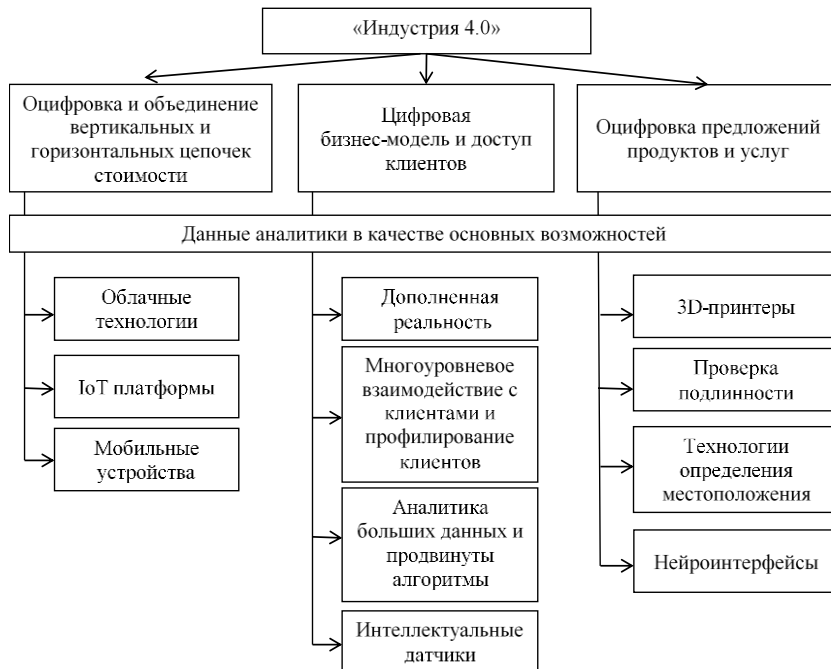 «Индустрия 4.0»
Оцифровка и объединение
вертикальных и
горизонтальных цепочек
стоимости
Цифровая
бизнес-модель и доступ
клиентов
Оцифровка предложений
продуктов и услуг
Данные аналитики в качестве основных возможностей
Облачные
технологии
IoT платформы
Мобильные
устройства
Дополненная
реальность
Многоуровневое
взаимодействие с
клиентами и
профилирование
клиентов
Аналитика
больших данных и
продвинуты
алгоритмы
Интеллектуальные
датчики
3D-принтеры
Проверка
подлинности
Технологии
определения
местоположения
Нейроинтерфейсы